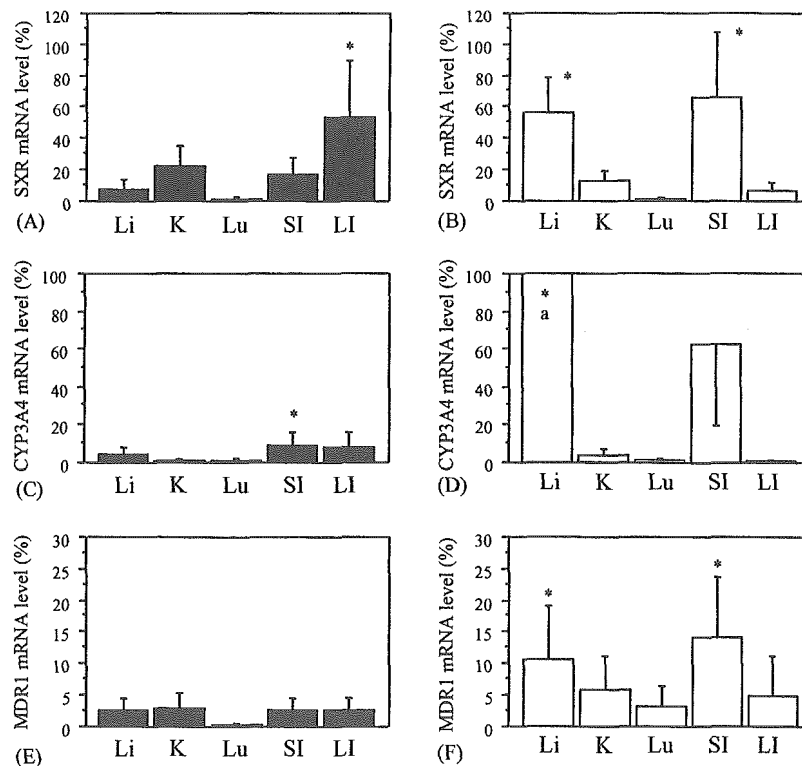 120
100
80
60
40
20
0
SXR mRNA level (%)
*
(A)
Li K Lu SI LI
120
100
80
60
40
20
0
SXR mRNA level (%)
* *
(B)
Li K Lu SI LI
100
80
60
40
20
0
CYP3A4 mRNA level (%)
*
(C)
Li K Lu SI LI
100
80
60
40
20
0
CYP3A4 mRNA level (%)
*
a
(D)
Li K Lu SI LI
30
25
20
15
10
5
0
MDR1 mRNA level (%)
(E)
Li K Lu SI LI
30
25
20
15
10
5
0
MDR1 mRNA level (%)
* *
(F)
Li K Lu SI LI